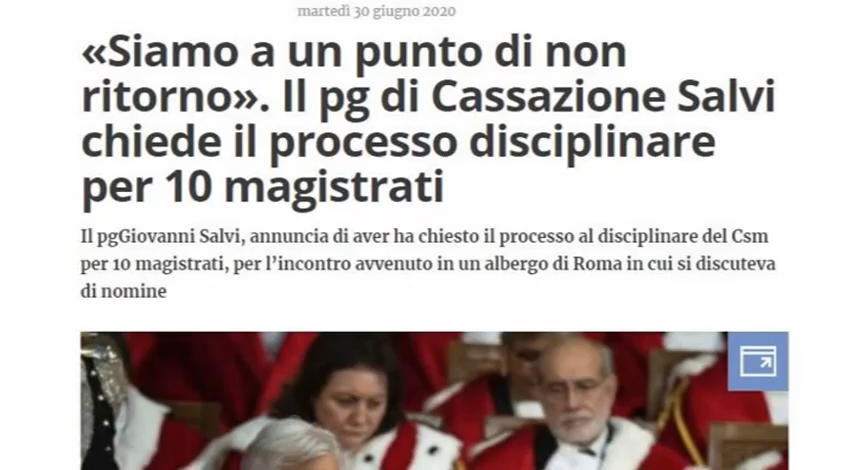 martedì 30 giugno 2020
«Siamo a un punto di non
ritorno». Il pg di Cassazione Salvi
chiede il processo disciplinare
per 10 magistrati
Il pgGiovanni Salvi, annuncia di aver ha chiesto il processo al disciplinare del Csm
per 10 magistrati, per l'incontro avvenuto in un albergo di Roma in cui si discuteva
di nomine